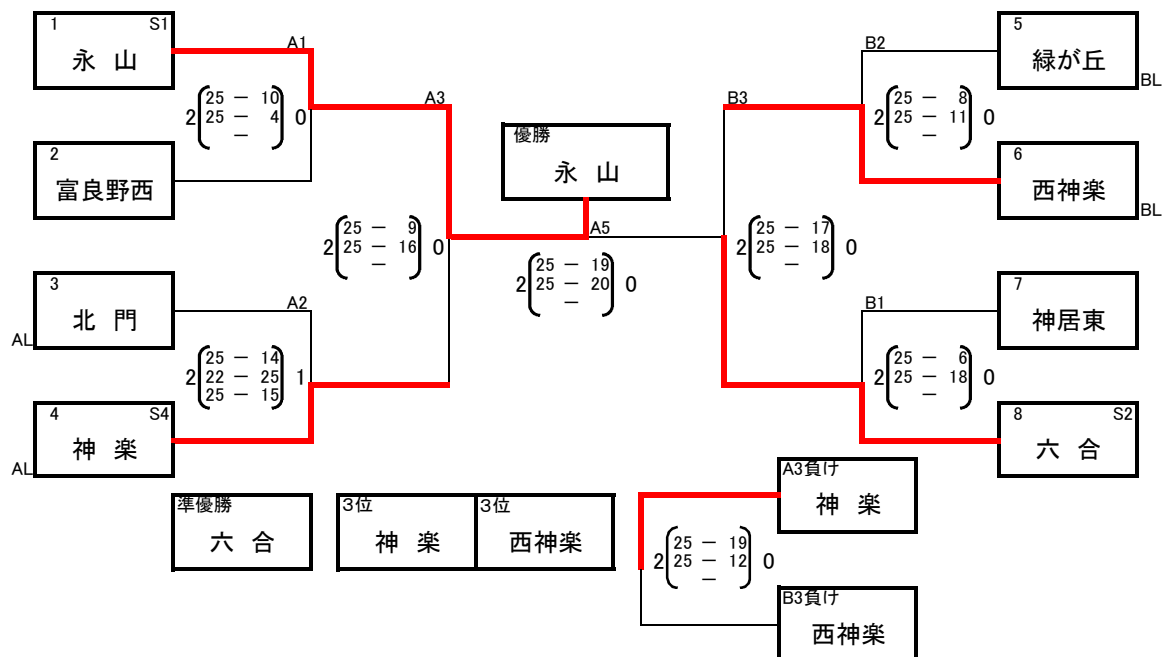 1 S1
永 山
A1
2 25 － 10 0
25 － 4
－
2
富良野西
A3
2 25 － 9 0
25 － 16
－
3
北 門
AL
A2
2 25 － 14 1
22 － 25
25 － 15
4 S4
神 楽
AL
優勝
永 山
A5
2 25 － 19 0
25 － 20
－
B3
2 25 － 17 0
25 － 18
－
5
緑が丘
BL
B2
2 25 － 8 0
25 － 11
－
6
西神楽
BL
7
神居東
B1
2 25 － 6 0
25 － 18
－
8 S2
六 合
準優勝
六 合
3位
神 楽
3位
西神楽
A3負け
神 楽
2 25 － 19 0
25 － 12
－
B3負け
西神楽